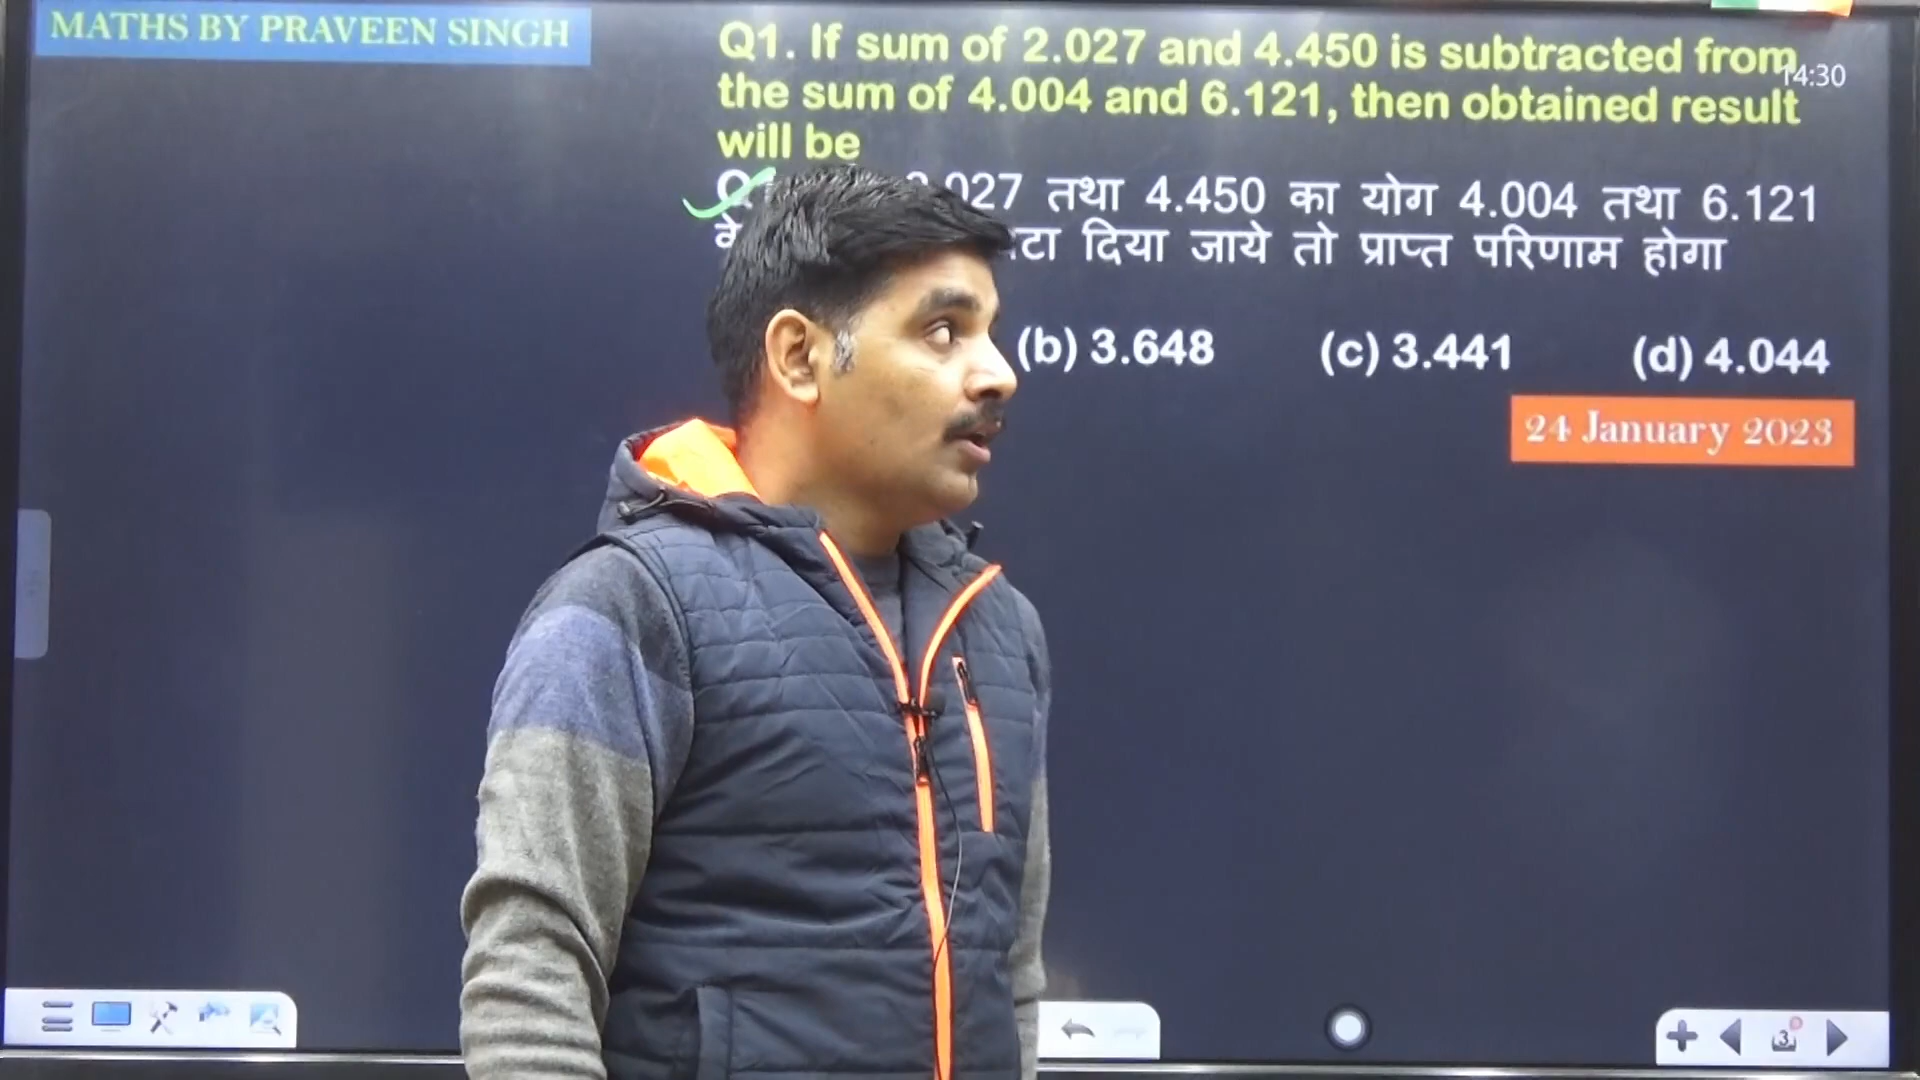 MATHS BY PRAVEEN SINGH
Q1. If sum of 2.027 and 4.450 is subtracted from
14:30
the sum of 4.004 and 6.121, then obtained result
will be
तथा 4.450 का योग 4.004 तथा 6.121
दिया जाये तो प्राप्त परिणाम होगा
(b) 3.648 (c) 3.441 (d) 4.044
24 January 2023
3